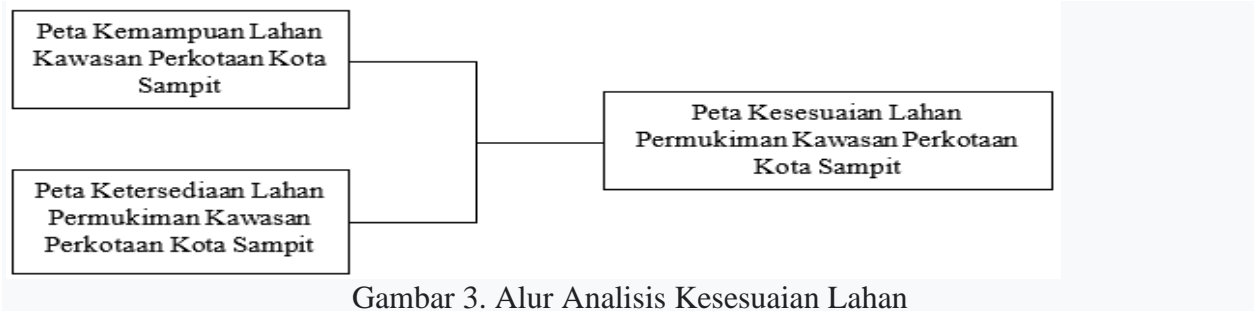 Peta Kemampuan Lahan
Kawasan Perkotaan Kota
Sampit
Peta Ketersediaan Lahan
Permukiman Kawasan
Perkotaan Kota Sampit
Peta Kesesuaian Lahan
Permukiman Kawasan Perkotaan
Kota Sampit
Gambar 3. Alur Analisis Kesesuaian Lahan